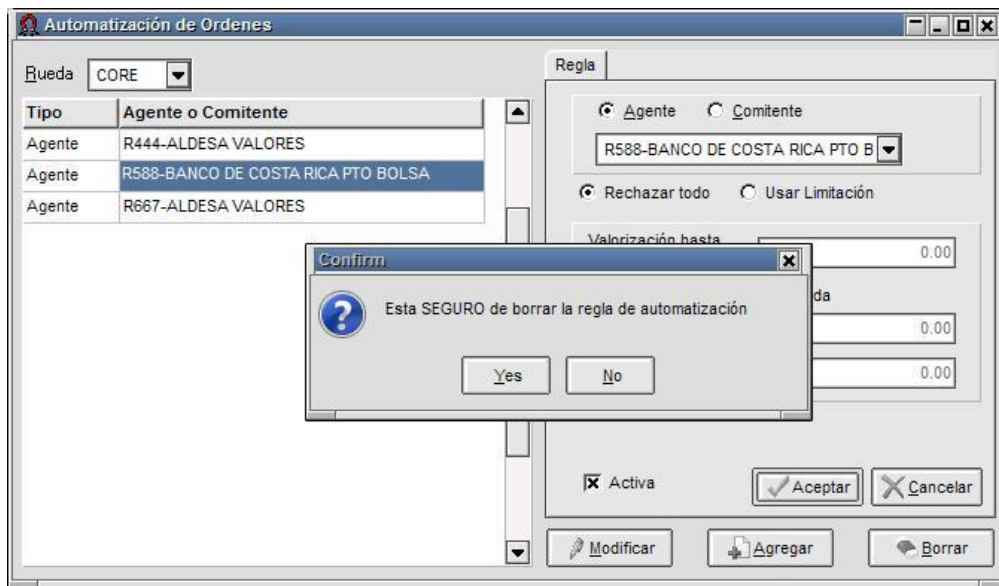 Automatización de Ordenes
Rueda CORE
Tipo Agente o Comitente
Agente R444-ALDESA VALORES
Agente R588-BANCO DE COSTA RICA PTO BOLSA
Agente R667-ALDESA VALORES
Regla
Agente Comitente
R588-BANCO DE COSTA RICA PTO B
Rechazar todo Usar Limitación
Valorización hasta 0.00
da
0.00
0.00
Confirm
Esta SEGURO de borrar la regla de automatización
Yes No
Activa Aceptar Cancelar
Modificar Agregar Borrar